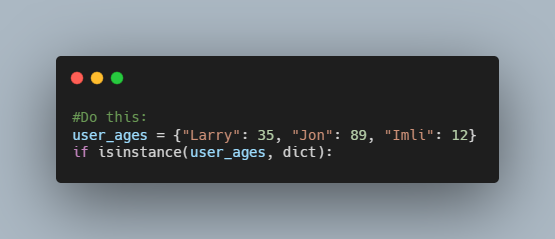 #Do this:
user_ages = {"Larry": 35, "Jon": 89, "Imli": 12}
if isinstance(user_ages, dict):